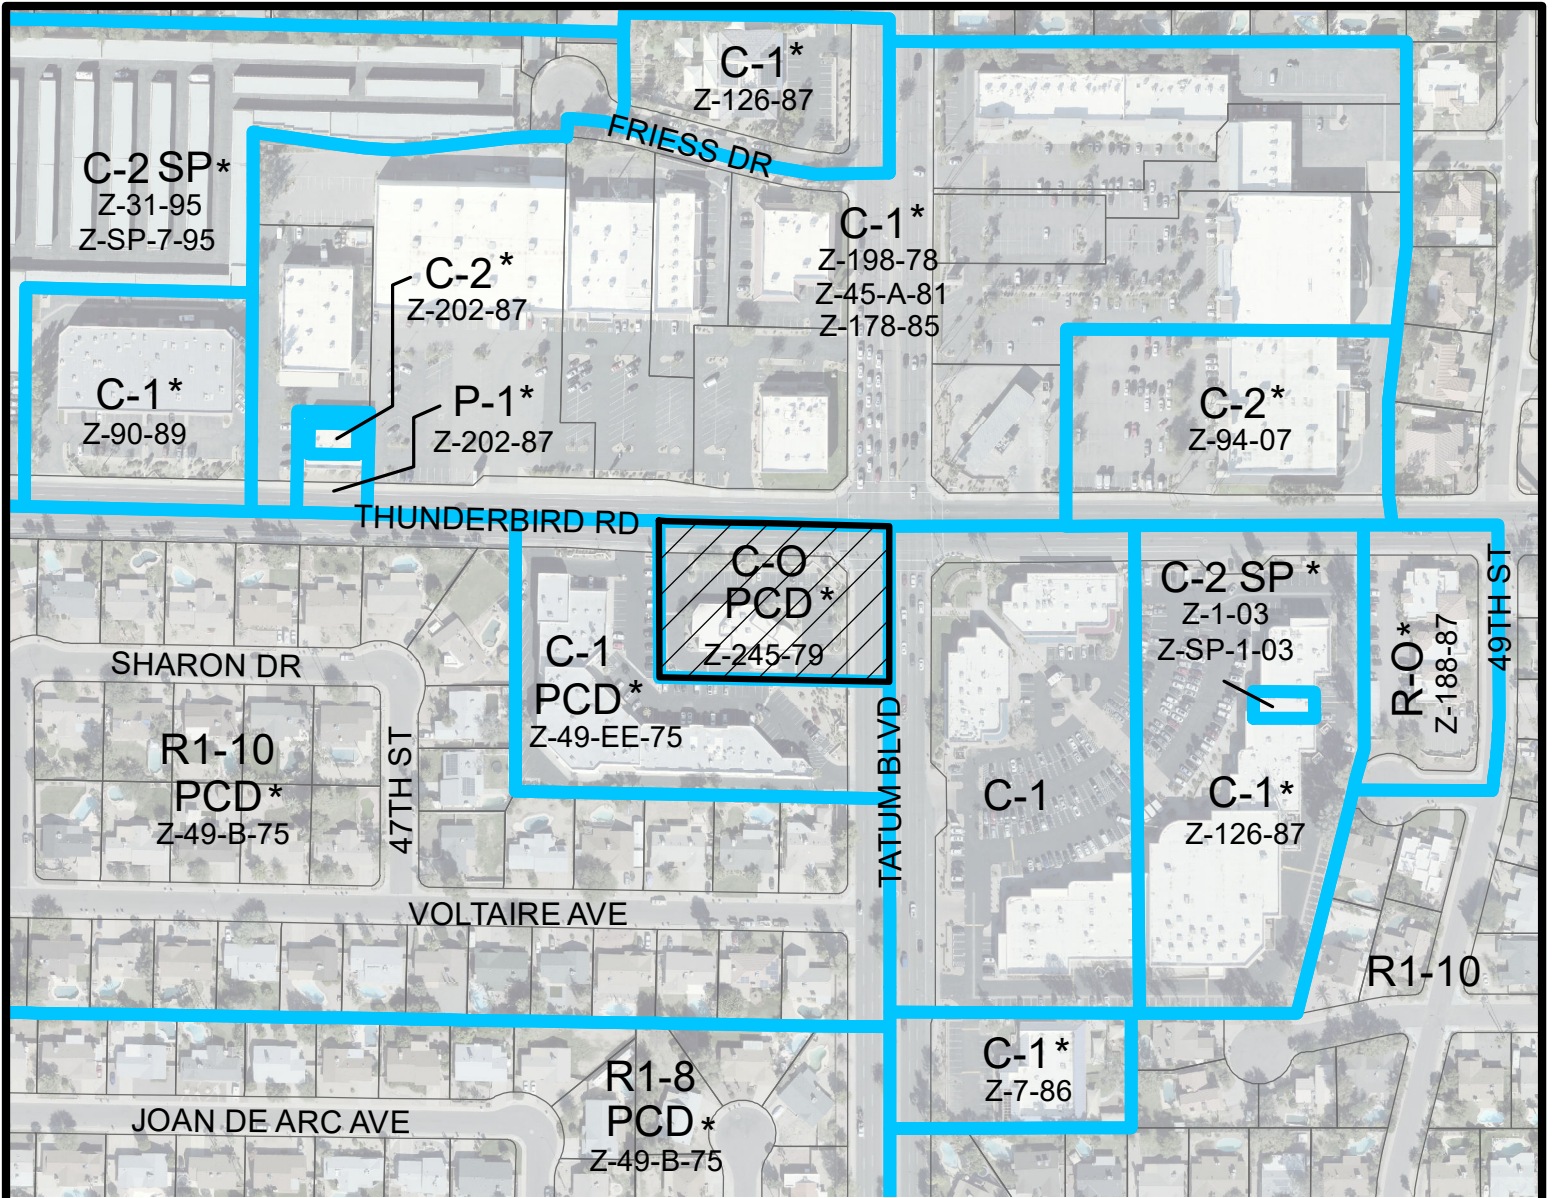 C-1*
Z-126-87
FRIESS DR
C-2 SP*
Z-31-95
Z-SP-7-95
C-1*
Z-198-78
Z-45-A-81
Z-178-85
C-2*
Z-202-87
C-1*
Z-90-89
P-1*
Z-202-87
C-2*
Z-94-07
THUNDERBIRD RD
C-O
PCD*
Z-245-79
C-2 SP*
Z-1-03
Z-SP-1-03
R-O*
Z-188-87
49TH ST
SHARON DR
C-1
PCD*
Z-49-EE-75
R1-10
PCD*
Z-49-B-75
47TH ST
TATUM BLVD
C-1
C-1*
Z-126-87
VOLTAIRE AVE
R1-10
C-1*
Z-7-86
R1-8
PCD*
Z-49-B-75
JOAN DE ARC AVE